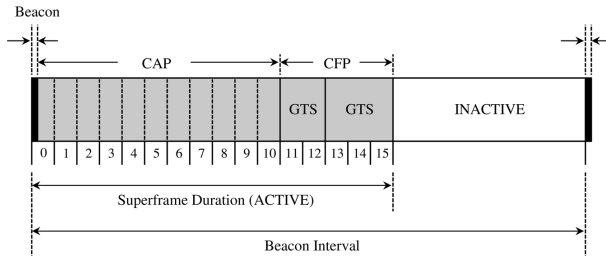 Beacon
CAP CFP
GTS GTS INACTIVE
0 1 2 3 4 5 6 7 8 9 10 11 12 13 14 15
Superframe Duration (ACTIVE)
Beacon Interval